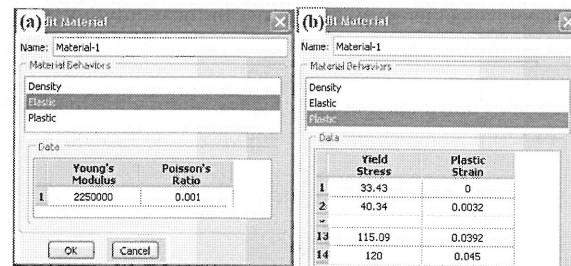 (a) dit Material
Name: Material-1
Material Behaviors
Density
Elastic
Plastic
Data
Young's Modulus Poisson's Ratio
1 2250000 0.001
OK Cancel
(b) dit Material
Name: Material-1
Material Behaviors
Density
Elastic
Plastic
Data
Yield Stress Plastic Strain
1 33.43 0
2 40.34 0.0032
13 115.09 0.0392
14 120 0.045